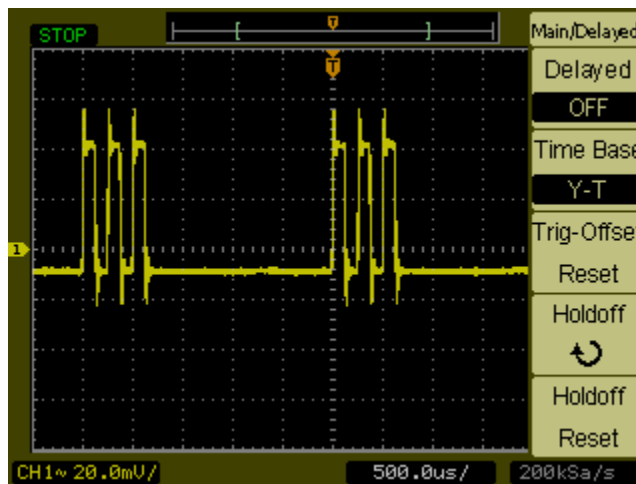 STOP
T
Main/Delayed
T
Delayed
OFF
Time Base
Y-T
1
Trig-Offse
Reset
Holdoff
Holdoff
Reset
CH1~ 20.0mV/
500.0us/
200kSa/s